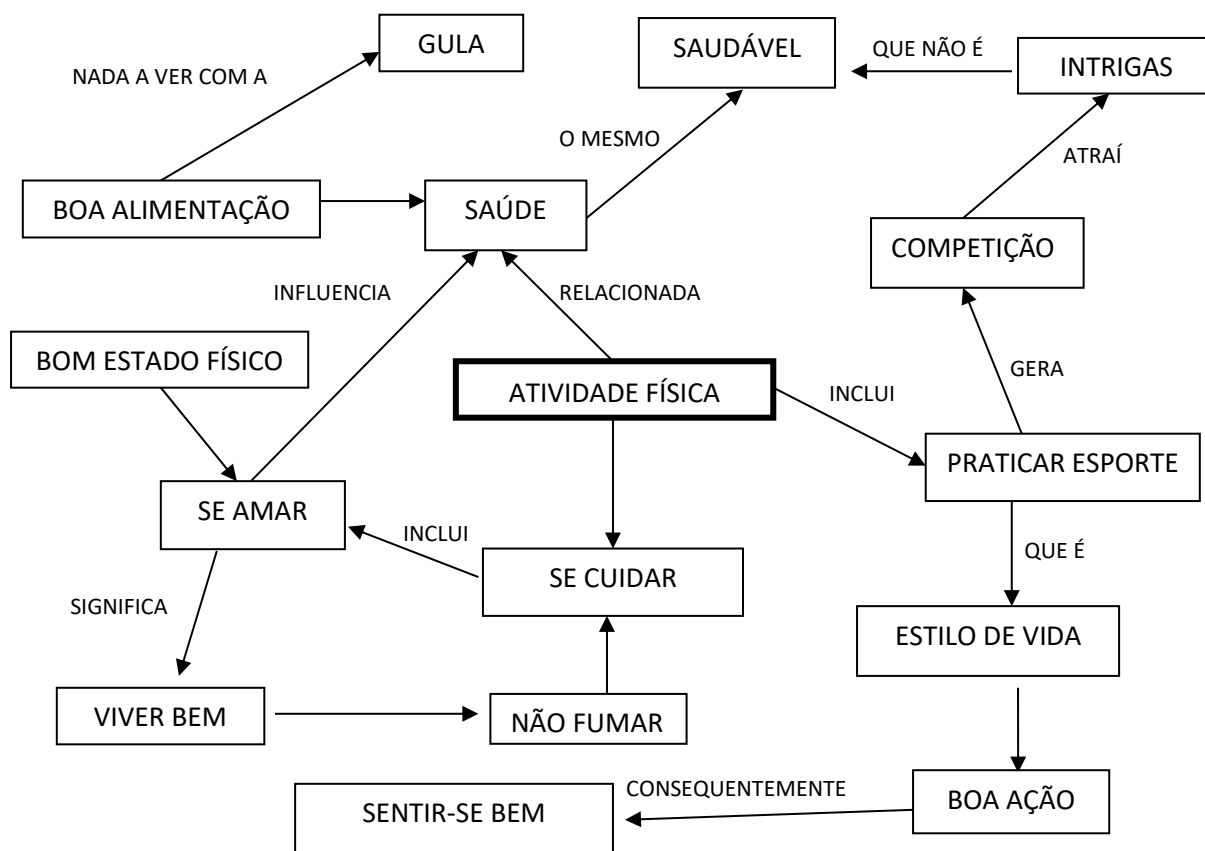 GULA
SAUDÁVEL
QUE NÃO É
INTRIGAS
NADA A VER COM A
O MESMO
ATRAÍ
BOA ALIMENTAÇÃO
SAÚDE
COMPETIÇÃO
INFLUENCIA
RELACIONADA
BOM ESTADO FÍSICO
ATIVIDADE FÍSICA
INCLUI
GERA
PRATICAR ESPORTE
SE AMAR
INCLUI
SE CUIDAR
QUE É
SIGNIFICA
ESTILO DE VIDA
VIVER BEM
NÃO FUMAR
CONSEQUENTEMENTE
BOA AÇÃO
SENTIR-SE BEM